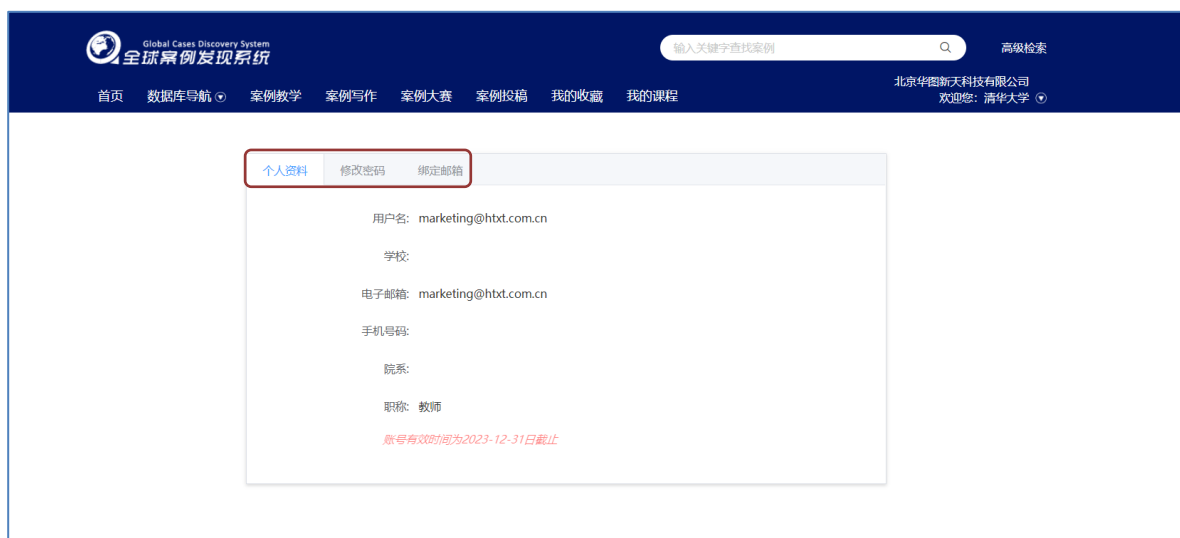 Global Cases Discovery System
全球案例发现系统
输入关键字查找案例
高级检索
北京华图新天科技有限公司
首页 数据库导航 案例教学 案例写作 案例大赛 案例投稿 我的收藏 我的课程
欢迎您：清华大学
个人资料 修改密码 绑定邮箱
用户名: marketing@htxt.com.cn
学校:
电子邮箱: marketing@htxt.com.cn
手机号码:
院系:
职称: 教师
账号有效时间为2023-12-31日截止